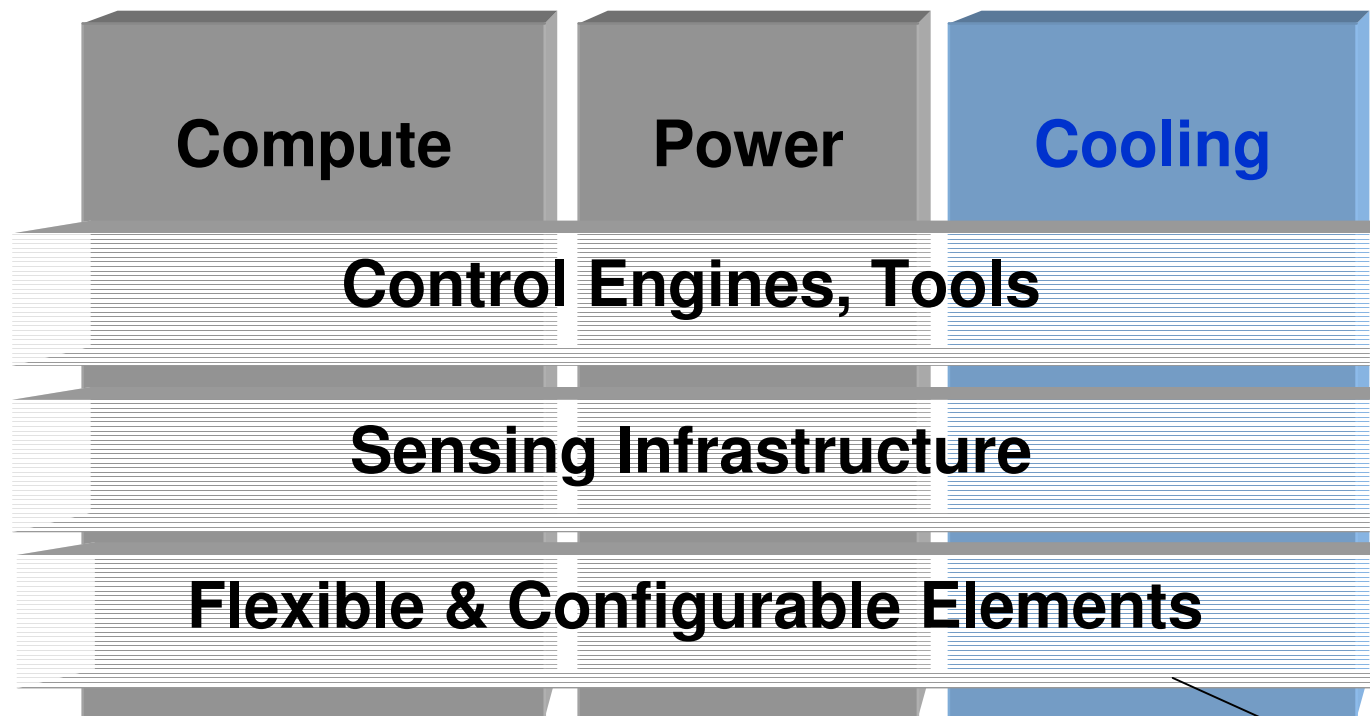 Compute Power Cooling
Control Engines, Tools
Sensing Infrastructure
Flexible & Configurable Elements